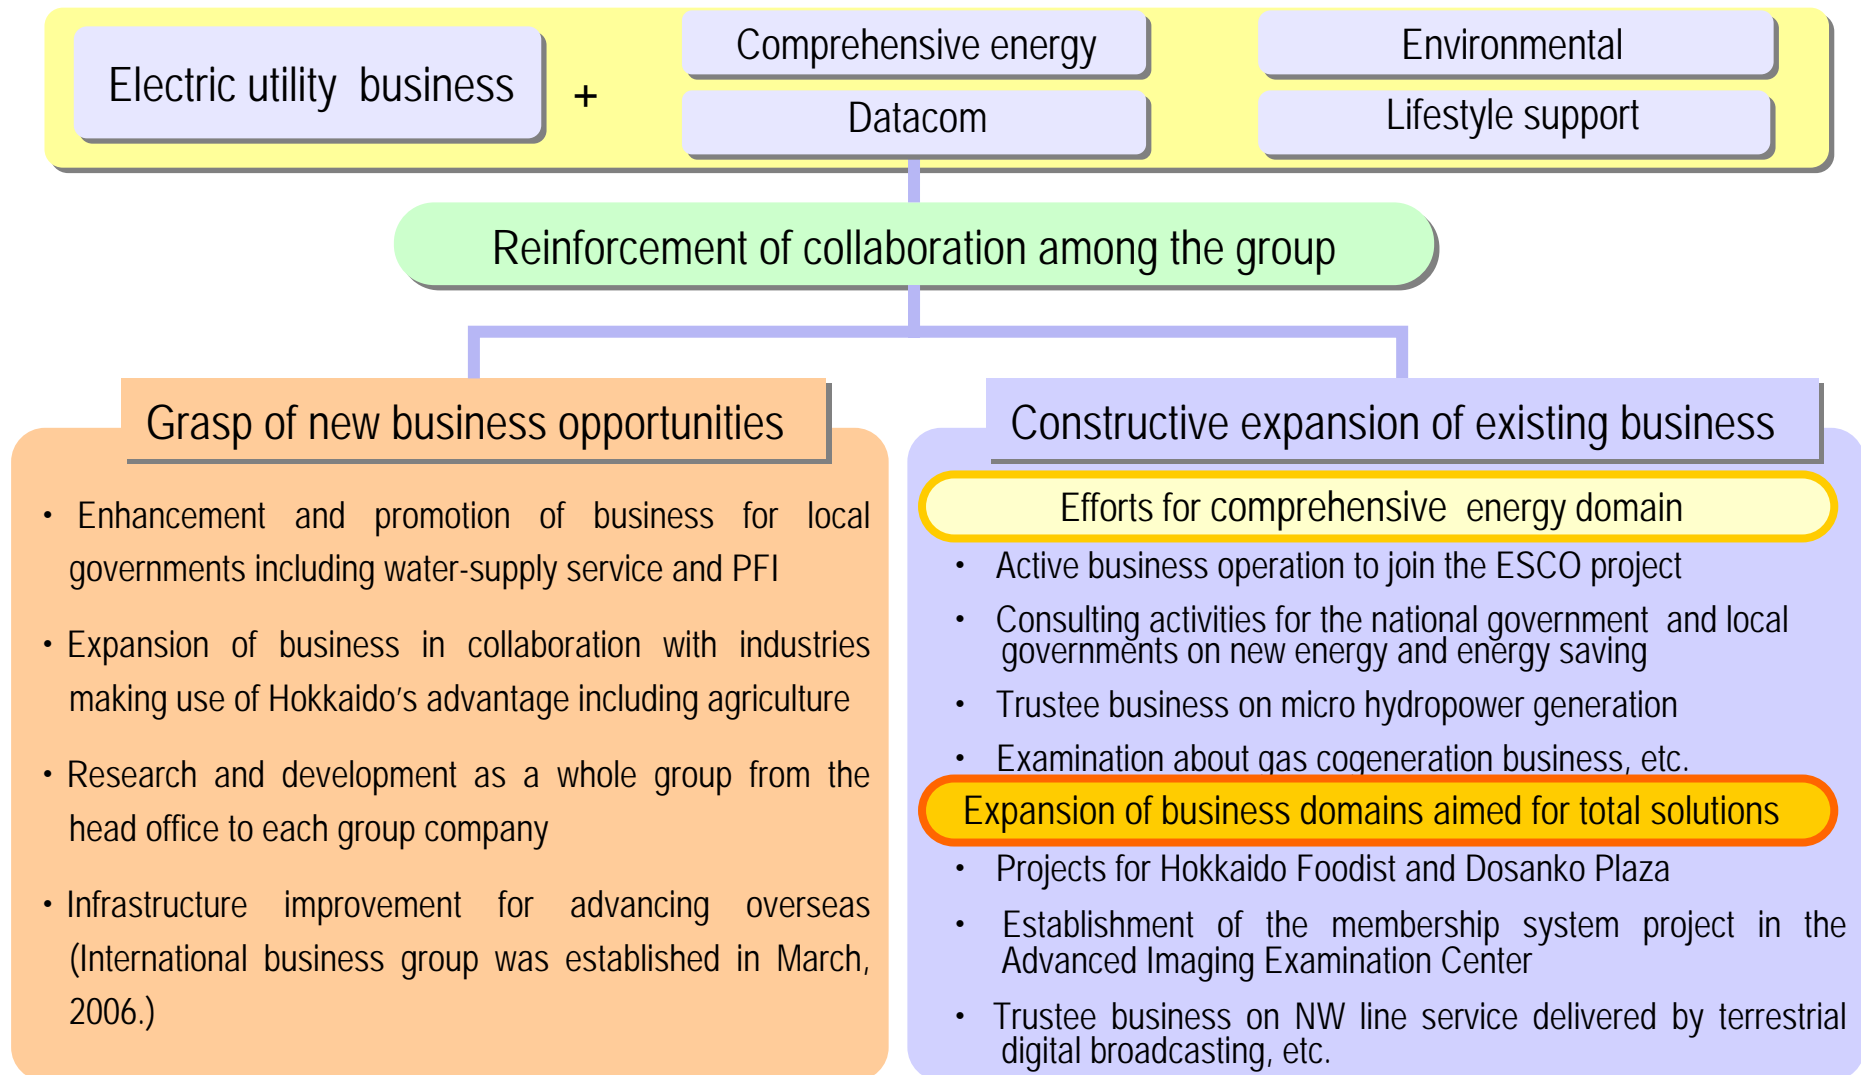 Electric utility business
+
Comprehensive energy
Environmental
Datacom
Lifestyle support
Reinforcement of collaboration among the group
Grasp of new business opportunities
・ Enhancement and promotion of business for local
governments including water-supply service and PFI
・ Expansion of business in collaboration with industries
making use of Hokkaido's advantage including agriculture
・ Research and development as a whole group from the
head office to each group company
・ Infrastructure improvement for advancing overseas
(International business group was established in March,
2006.)
Constructive expansion of existing business
Efforts for comprehensive energy domain
・ Active business operation to join the ESCO project
・ Consulting activities for the national government and local
governments on new energy and energy saving
・ Trustee business on micro hydropower generation
・ Examination about gas cogeneration business, etc.
Expansion of business domains aimed for total solutions
・ Projects for Hokkaido Foodist and Dosanko Plaza
・ Establishment of the membership system project in the
Advanced Imaging Examination Center
・ Trustee business on NW line service delivered by terrestrial
digital broadcasting, etc.